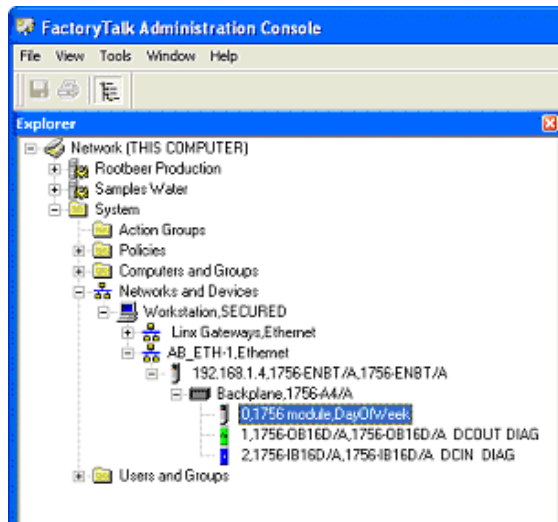 FactoryTalk Administration Console
File View Tools Window Help
Explorer
Network (THIS COMPUTER)
Rootbeer Production
Samples Water
System
Action Groups
Policies
Computers and Groups
Networks and Devices
Workstation,SECURED
Linx Gateways,Ethernet
AB_ETH-1,Ethernet
192.168.1.4,1756-ENBT/A,1756-ENBT/A
Backplane,1756-A4/A
0,1756 module,DayOfWeek
1,1756-OB16D/A,1756-OB16D/A DCOUT DIAG
2,1756-IB16D/A,1756-IB16D/A DCIN DIAG
Users and Groups